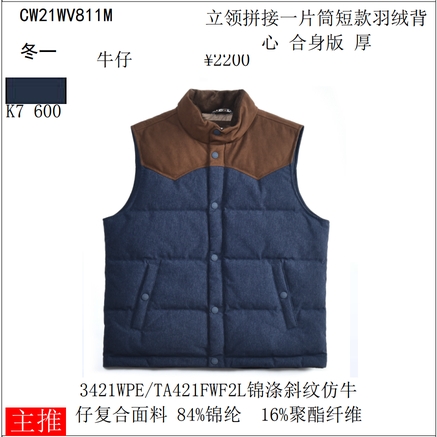 CW21WV811M
立领拼接一片筒短款羽绒背
心 合身版 厚
冬一
牛仔
¥2200
K7 600
3421WPE/TA421FWF2L锦涤斜纹仿牛
仔复合面料 84%锦纶 16%聚酯纤维
主推